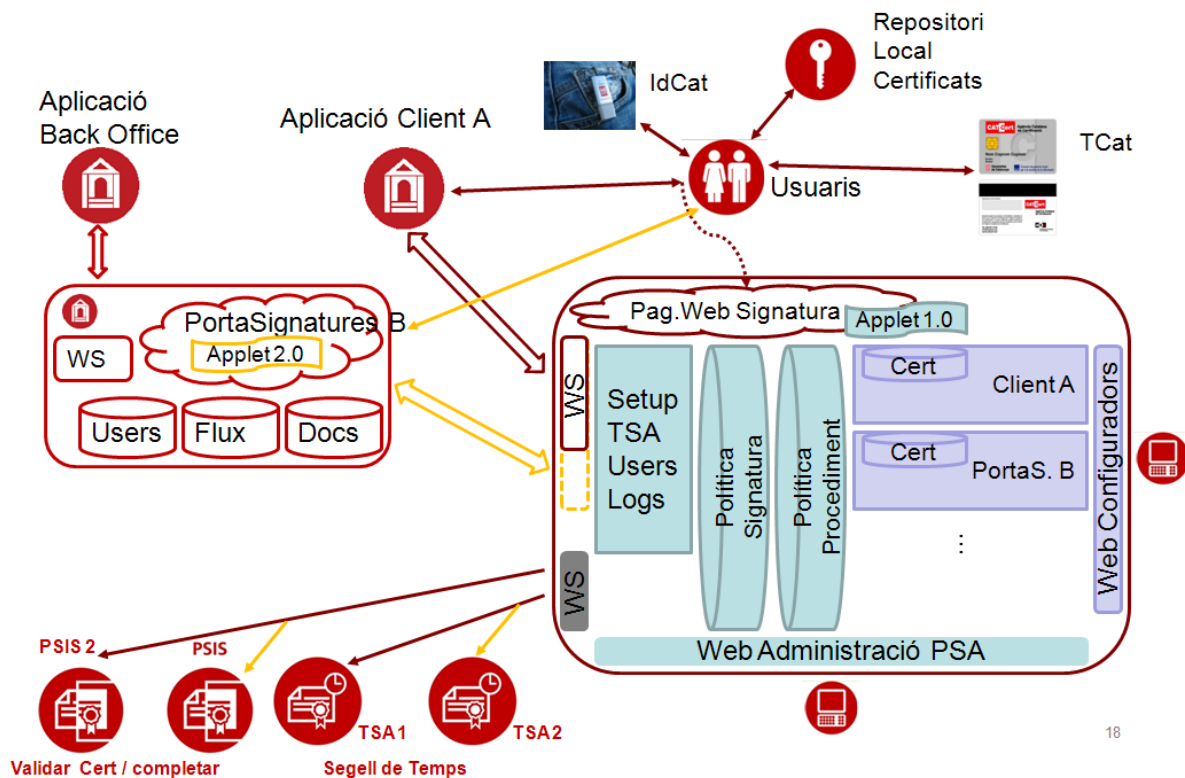 Repositori
Local
Certificats
IdCat
Aplicació
Back Office
Aplicació Client A
CATCert
TCat
Usuaris
PortaSignatures B
Applet 2.0
WS
Users
Flux
Docs
Pag.Web Signatura
Applet 1.0
WS
Setup
TSA
Users
Logs
Política
Signatura
Política
Procediment
Cert
Client A
Cert
PortaS. B
...
Web Configuradors
WS
Web Administració PSA
PSIS 2
PSIS
TSA1
TSA2
Validar Cert / completar
Segell de Temps
18